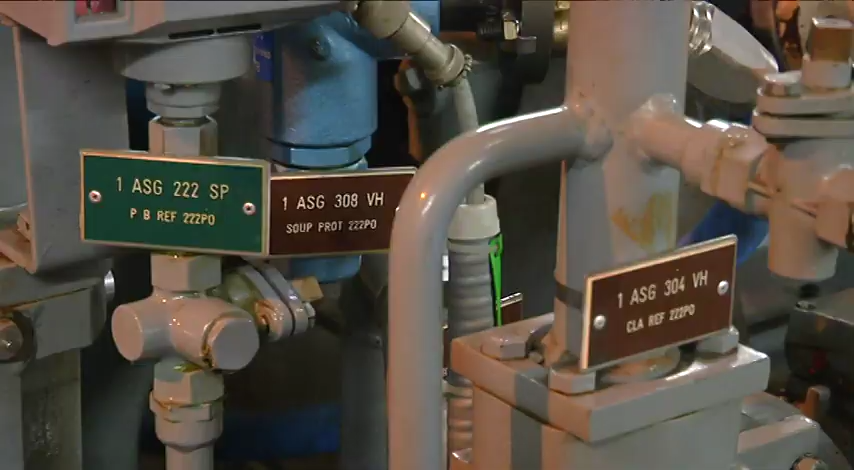 1 ASG 222 SP
P B REF 222PO
1 ASG 308 VH
SOUP PROT 222PO
1 ASG 304 VH
CLA REF 222PO